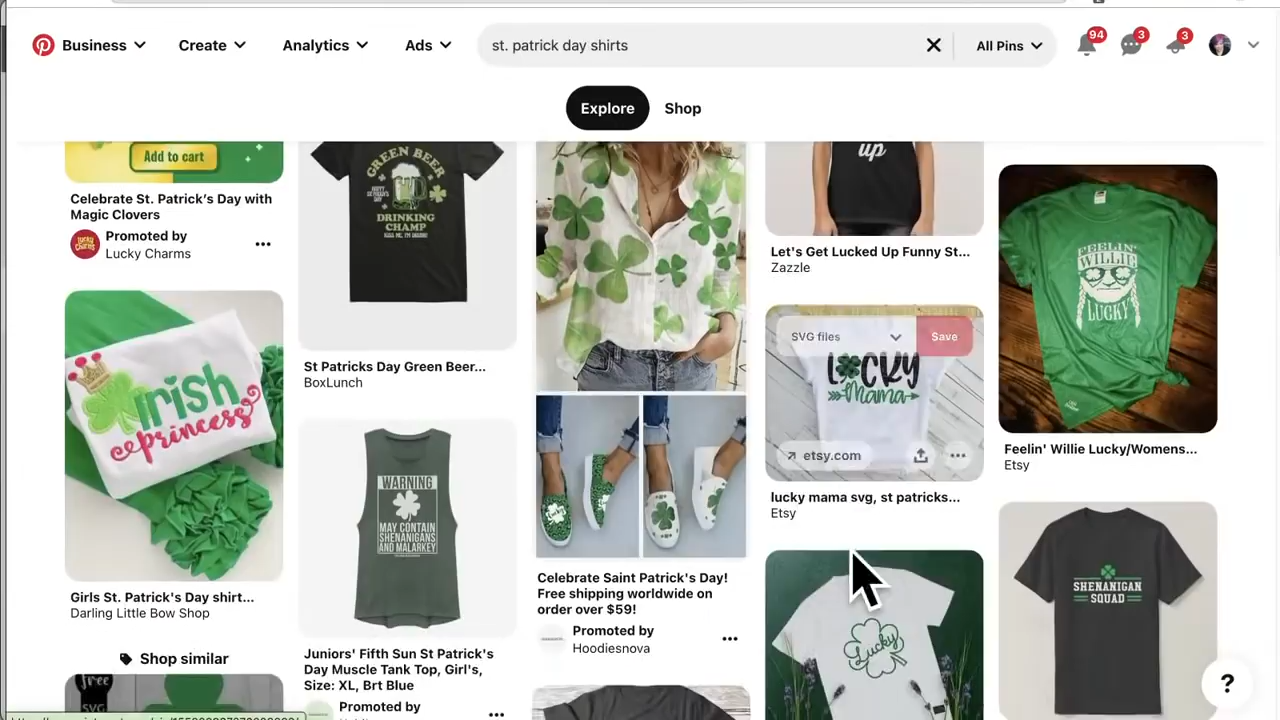 Business
Create
Analytics
Ads
st. patrick day shirts
All Pins
94
3
3
Explore
Shop
Add to cart
Celebrate St. Patrick's Day with
Magic Clovers
Promoted by
Lucky Charms
Irish
princess
Girls St. Patrick's Day shirt...
Darling Little Bow Shop
Shop similar
free
SVG
GREEN BEER
DRINKING
CHAMP
St Patricks Day Green Beer...
BoxLunch
WARNING
MAY CONTAIN
SHENANIGANS
AND MALARKEY
Juniors' Fifth Sun St Patrick's
Day Muscle Tank Top, Girl's,
Size: XL, Brt Blue
Promoted by
Celebrate Saint Patrick's Day!
Free shipping worldwide on
order over $59!
Promoted by
Hoodiesnova
up
Let's Get Lucked Up Funny St...
Zazzle
SVG files
Save
LUCKY
Mama
etsy.com
lucky mama svg, st patricks...
Etsy
Lucky
FEELIN'
WILLIE
LUCKY
Feelin' Willie Lucky/Womens...
Etsy
SHENANIGAN
SQUAD
?